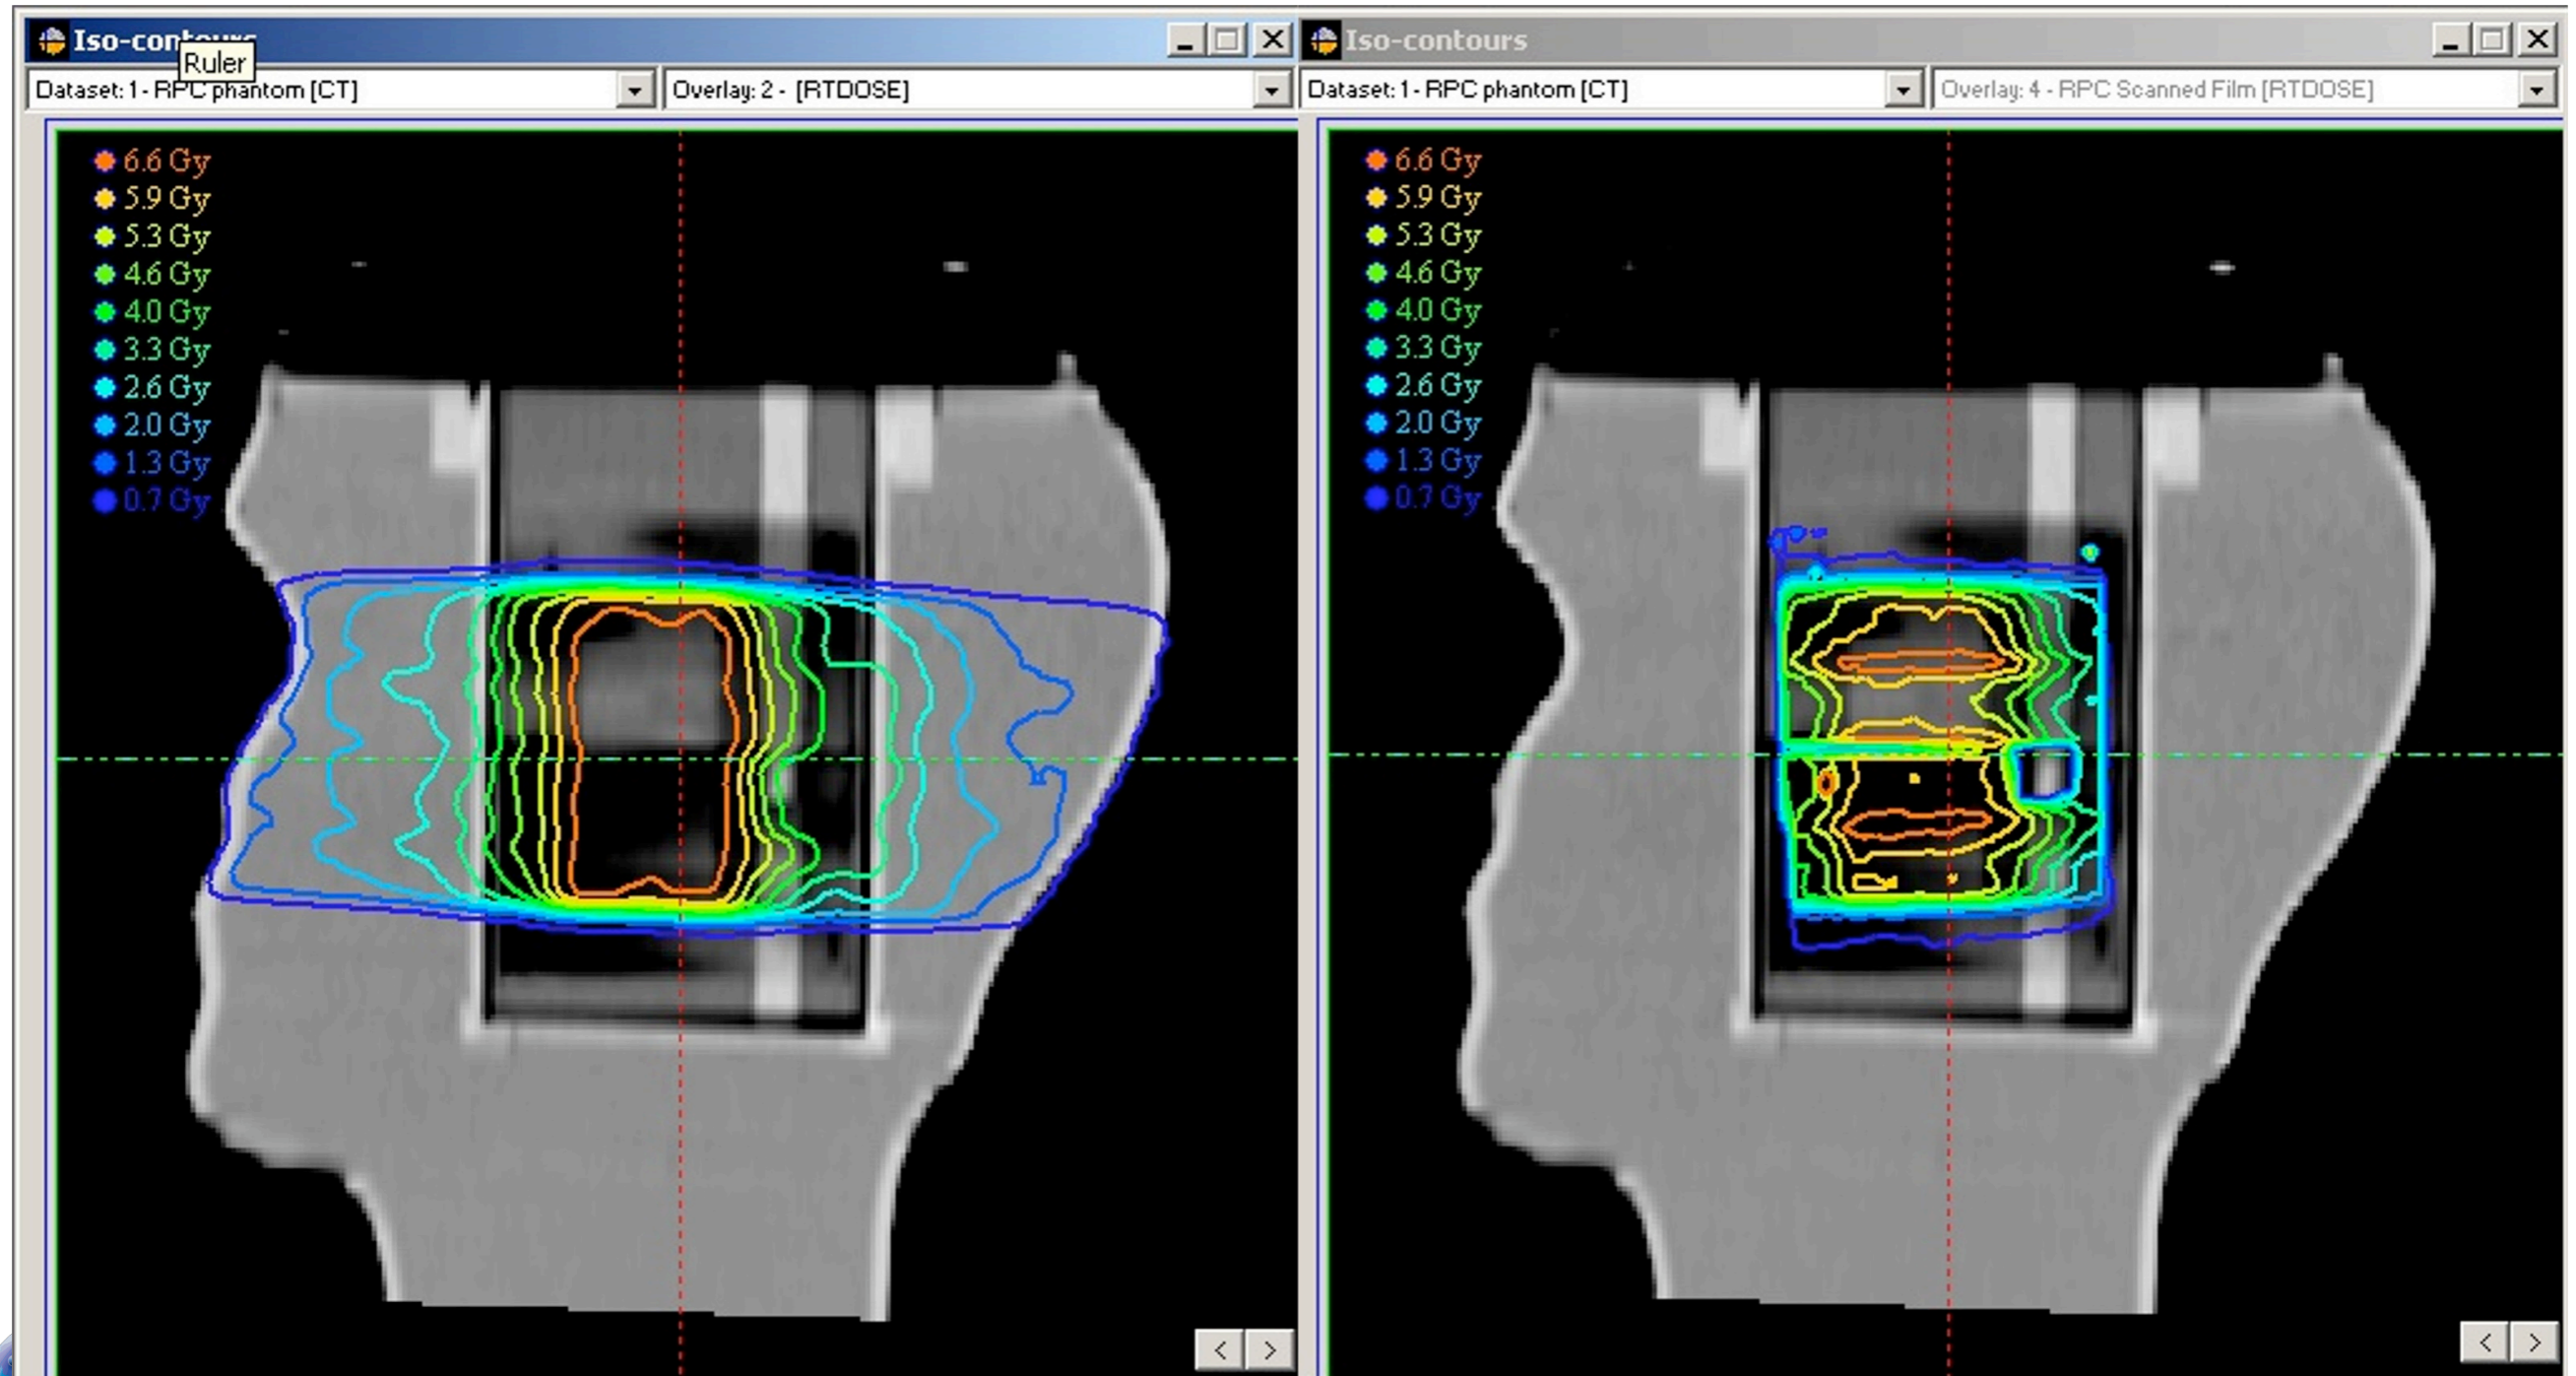 Iso-contours
Ruler
Dataset: 1 - RPC phantom [CT]
Overlay: 2 - [RTDOSE]
6.6 Gy
5.9 Gy
5.3 Gy
4.6 Gy
4.0 Gy
3.3 Gy
2.6 Gy
2.0 Gy
1.3 Gy
0.7 Gy
< >
Iso-contours
Dataset: 1 - RPC phantom [CT]
Overlay: 4 - RPC Scanned Film [RTDOSE]
6.6 Gy
5.9 Gy
5.3 Gy
4.6 Gy
4.0 Gy
3.3 Gy
2.6 Gy
2.0 Gy
1.3 Gy
0.7 Gy
< >